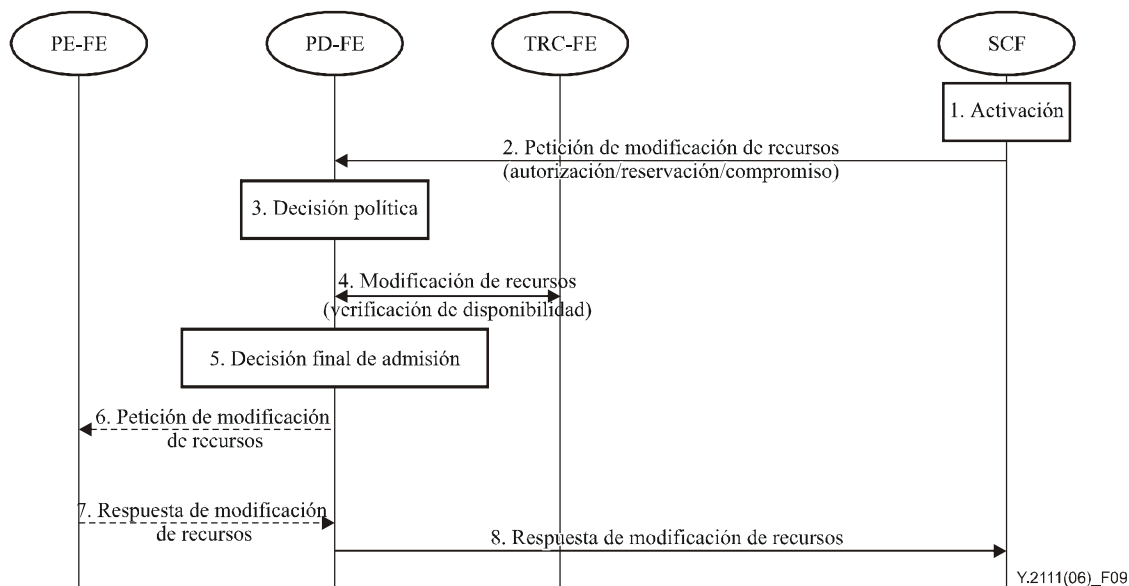 PE-FE
PD-FE
TRC-FE
SCF
1. Activación
2. Petición de modificación de recursos
(autorización/reservación/compromiso)
3. Decisión política
4. Modificación de recursos
(verificación de disponibilidad)
5. Decisión final de admisión
6. Petición de modificación
de recursos
7. Respuesta de modificación
de recursos
8. Respuesta de modificación de recursos
Y.2111(06)_F09